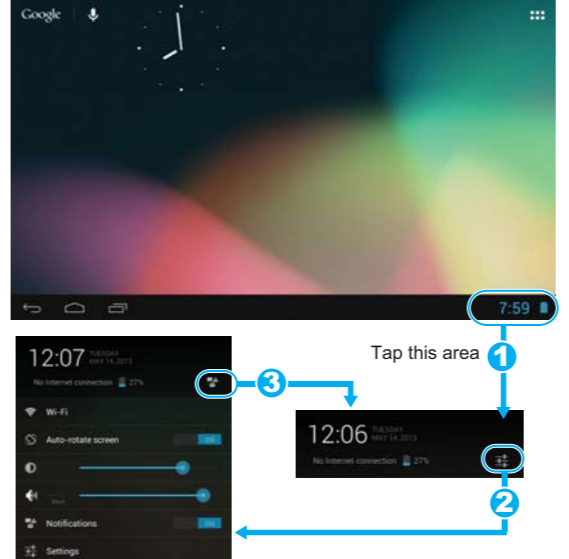 Google
7:59
Tap this area 1
12:07 TUESDAY
MAY 14, 2013
No Internet connection 27%
3
Wi-Fi
12:06 TUESDAY
MAY 14, 2013
No Internet connection 27%
Auto-rotate screen ON
2
Mute
Notifications ON
Settings